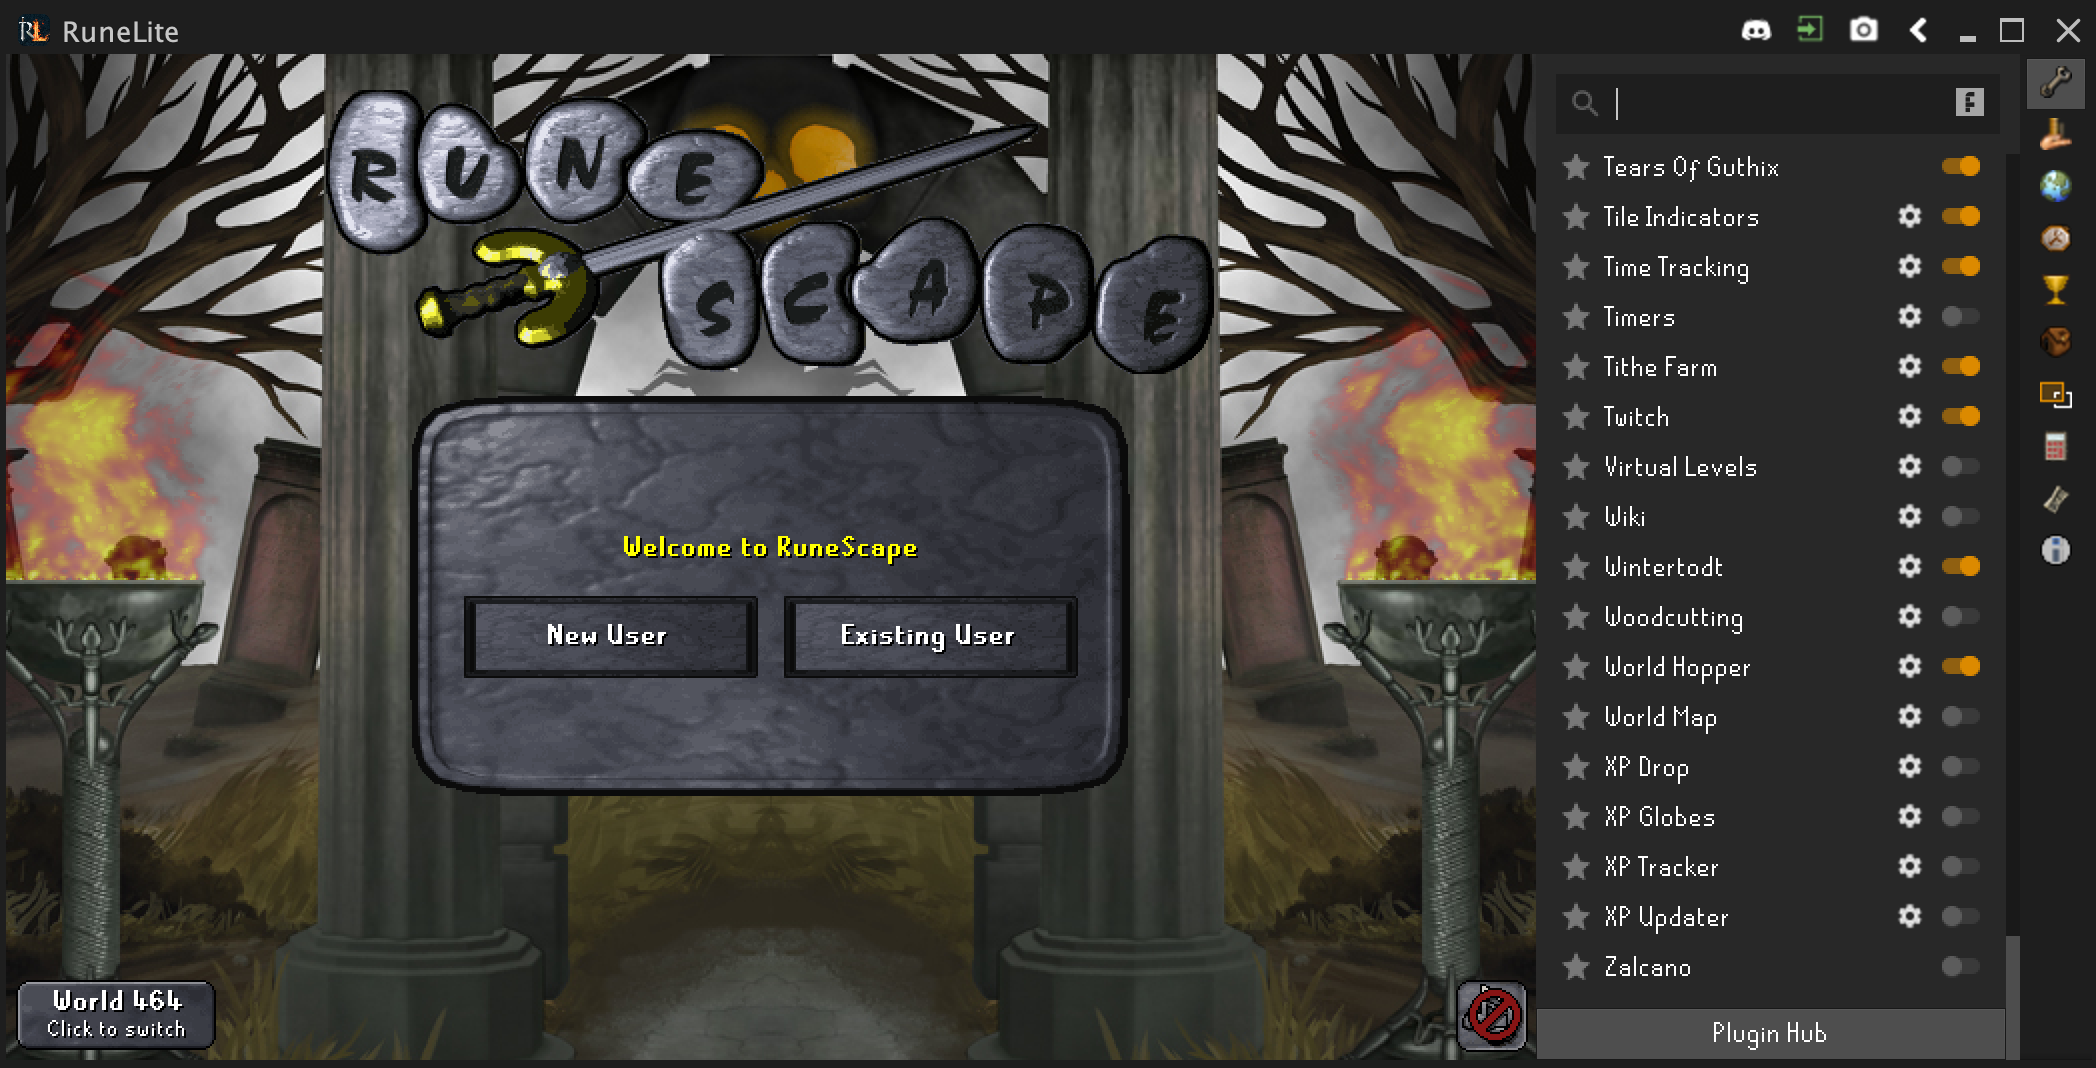 RuneLite
RUNE
SCAPE
Welcome to RuneScape
New User
Existing User
World 464
Click to switch
Tears Of Guthix
Tile Indicators
Time Tracking
Timers
Tithe Farm
Twitch
Virtual Levels
Wiki
Wintertodt
Woodcutting
World Hopper
World Map
XP Drop
XP Globes
XP Tracker
XP Updater
Zalcano
Plugin Hub